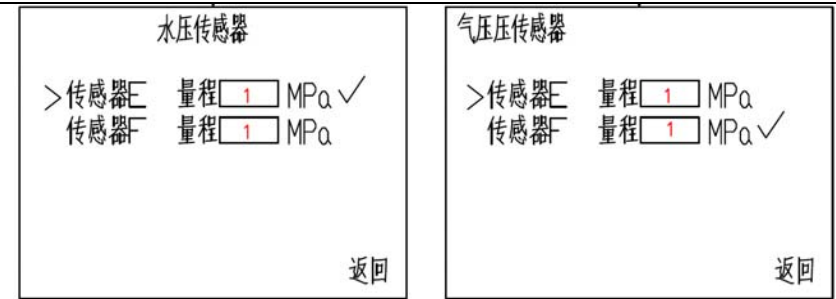 水压传感器
>传感器E 量程 1 MPa✓
传感器F 量程 1 MPa
返回
气压压传感器
>传感器E 量程 1 MPa
传感器F 量程 1 MPa✓
返回